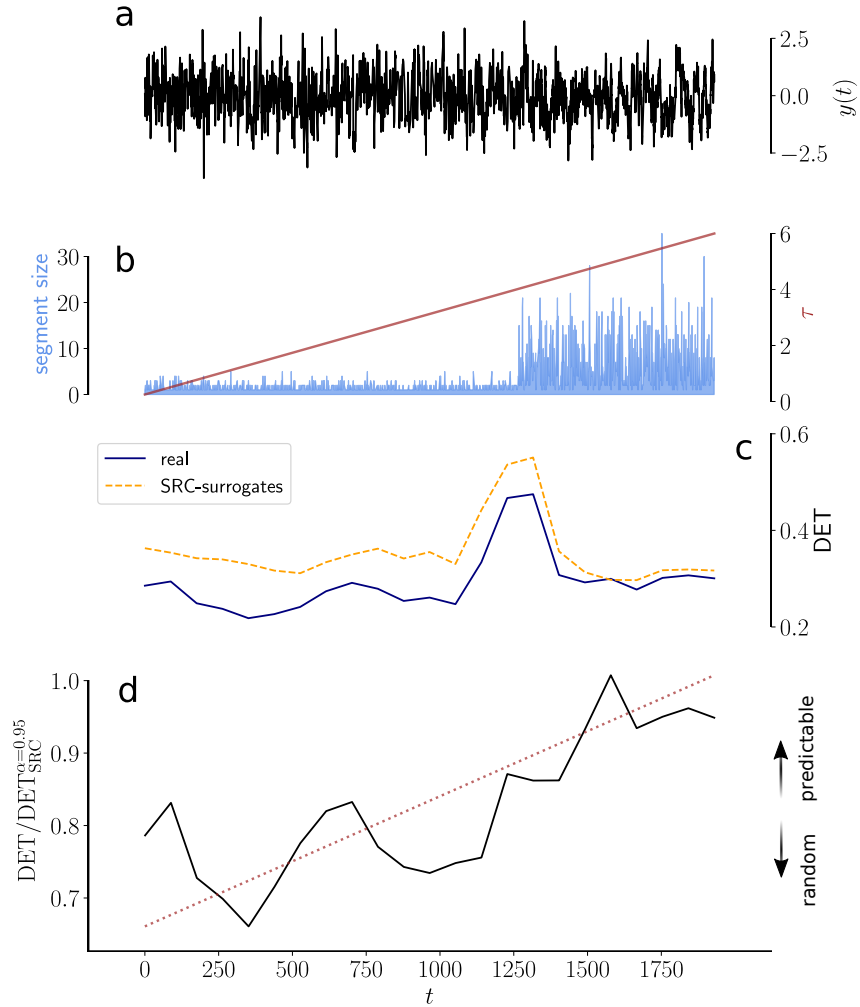 a
2.5
0.0
−2.5
y(t)
b
30
20
10
0
segment size
6
4
2
0
τ
real
SRC-surrogates
c
0.6
0.4
0.2
DET
d
1.0
0.9
0.8
0.7
DET/DET^{α=0.95}_{SRC}
predictable
random
0 250 500 750 1000 1250 1500 1750
t